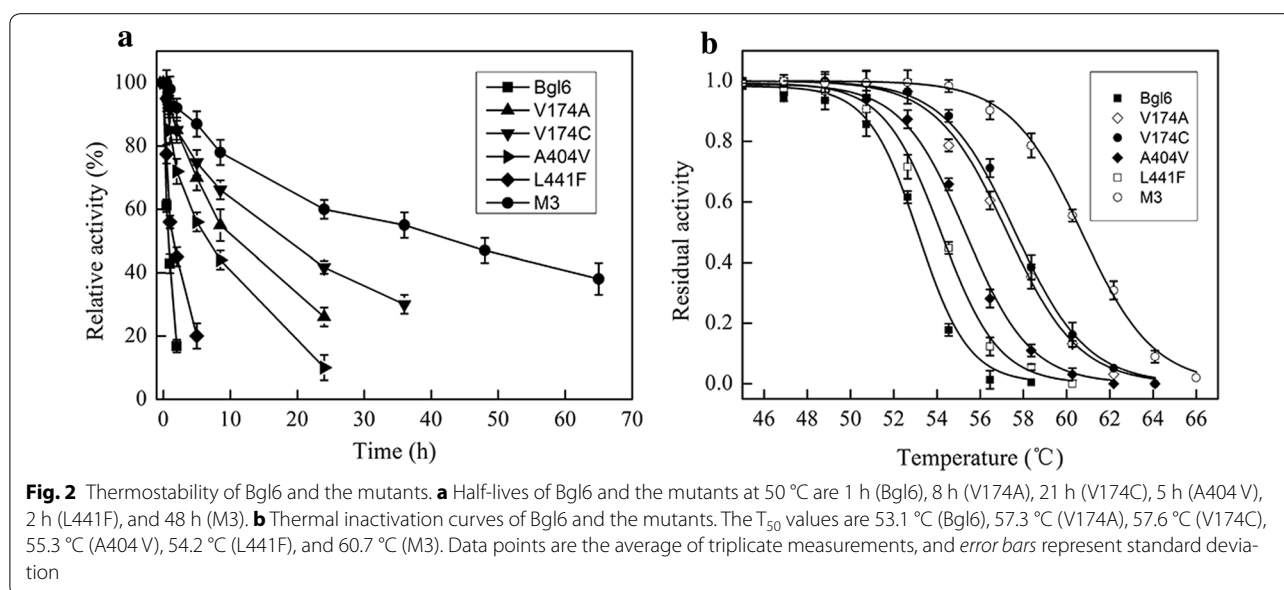 a
100
80
60
40
20
0
Relative activity (%)
0 10 20 30 40 50 60 70
Time (h)
Bgl6
V174A
V174C
A404V
L441F
M3
b
1.0
0.8
0.6
0.4
0.2
0.0
Residual activity
46 48 50 52 54 56 58 60 62 64 66
Temperature (℃)
Bgl6
V174A
V174C
A404V
L441F
M3
Fig. 2 Thermostability of Bgl6 and the mutants. a Half-lives of Bgl6 and the mutants at 50 °C are 1 h (Bgl6), 8 h (V174A), 21 h (V174C), 5 h (A404 V),
2 h (L441F), and 48 h (M3). b Thermal inactivation curves of Bgl6 and the mutants. The T50 values are 53.1 °C (Bgl6), 57.3 °C (V174A), 57.6 °C (V174C),
55.3 °C (A404 V), 54.2 °C (L441F), and 60.7 °C (M3). Data points are the average of triplicate measurements, and error bars represent standard devia-
tion